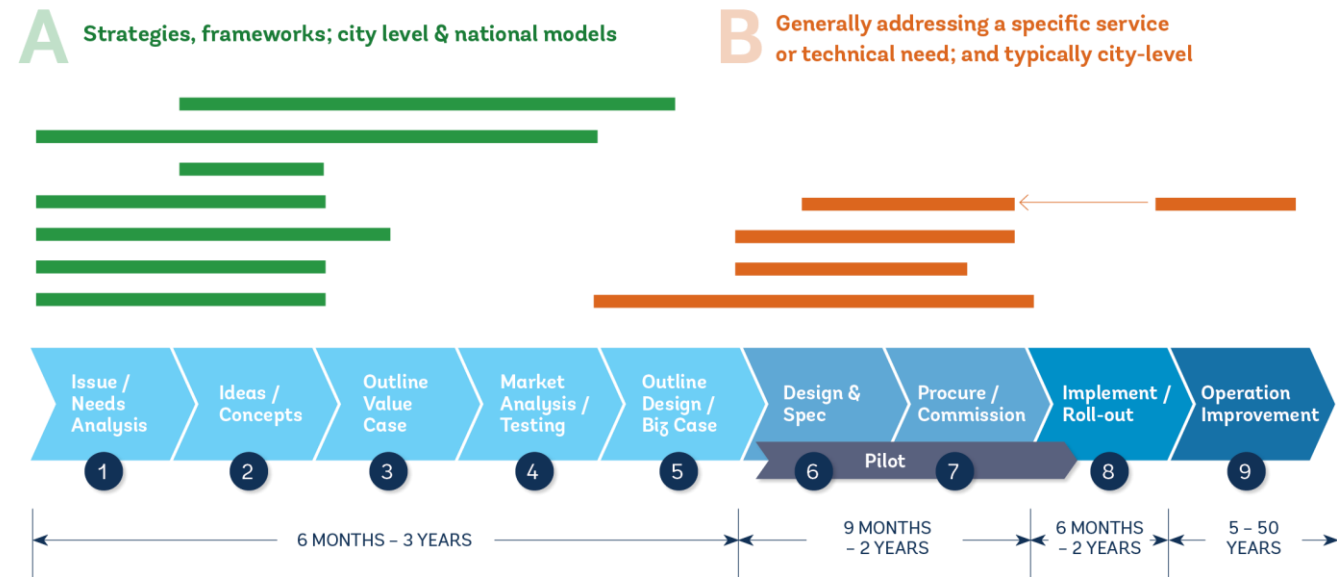 A
Strategies, frameworks; city level & national models
B
Generally addressing a specific service
or technical need; and typically city-level
Issue /
Needs
Analysis
Ideas /
Concepts
Outline
Value
Case
Market
Analysis /
Testing
Outline
Design /
Biz Case
Design &
Spec
Procure /
Commission
Implement /
Roll-out
Operation
Improvement
Pilot
1
2
3
4
5
6
7
8
9
6 MONTHS – 3 YEARS
9 MONTHS
– 2 YEARS
6 MONTHS
– 2 YEARS
5 – 50
YEARS